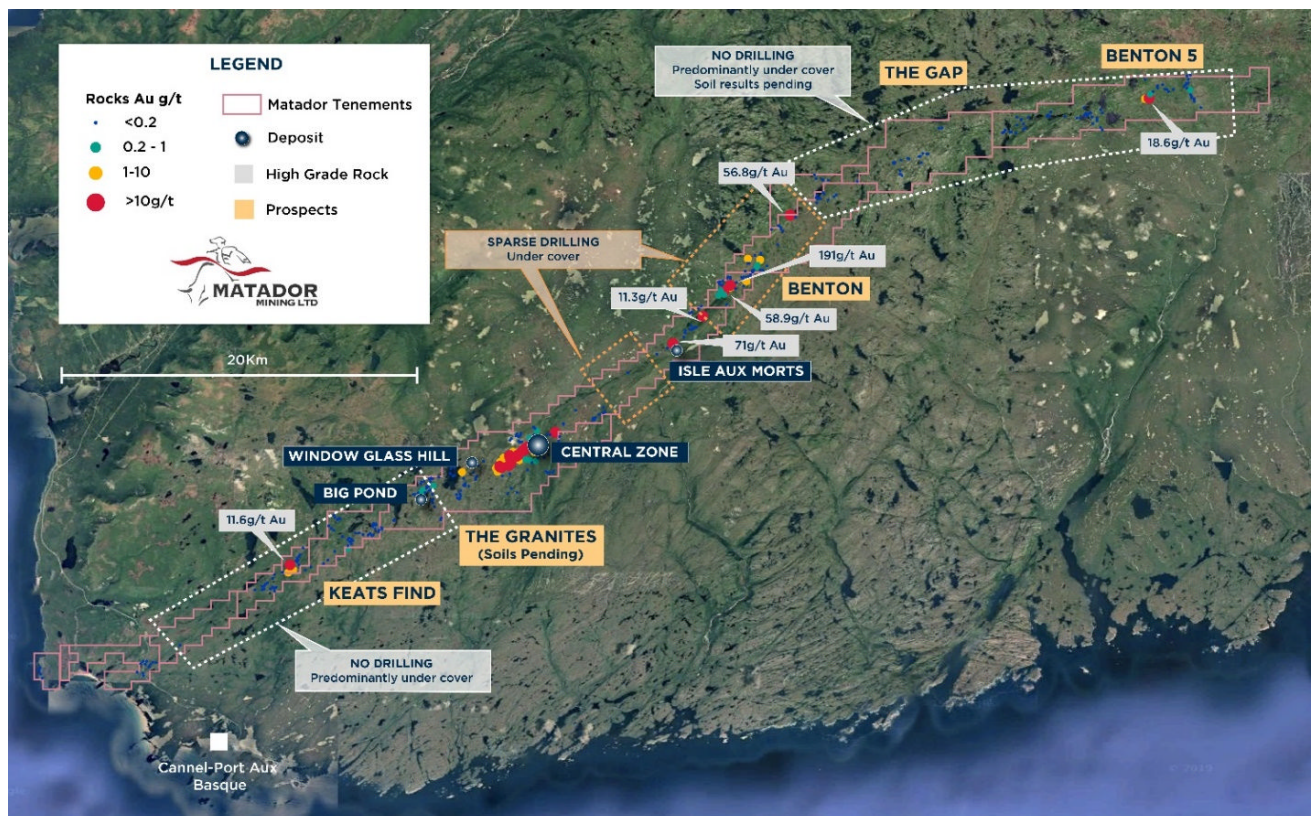 LEGEND
Rocks Au g/t
<0.2
0.2 - 1
1-10
>10g/t
Matador Tenements
Deposit
High Grade Rock
Prospects
MATADOR
MINING LTD
20Km
NO DRILLING
Predominantly under cover
Soil results pending
THE GAP
BENTON 5
18.6g/t Au
56.8g/t Au
SPARSE DRILLING
Under cover
191g/t Au
BENTON
11.3g/t Au
58.9g/t Au
71g/t Au
ISLE AUX MORTS
WINDOW GLASS HILL
CENTRAL ZONE
BIG POND
11.6g/t Au
THE GRANITES
(Soils Pending)
KEATS FIND
NO DRILLING
Predominantly under cover
Cannel-Port Aux
Basque
© 2019